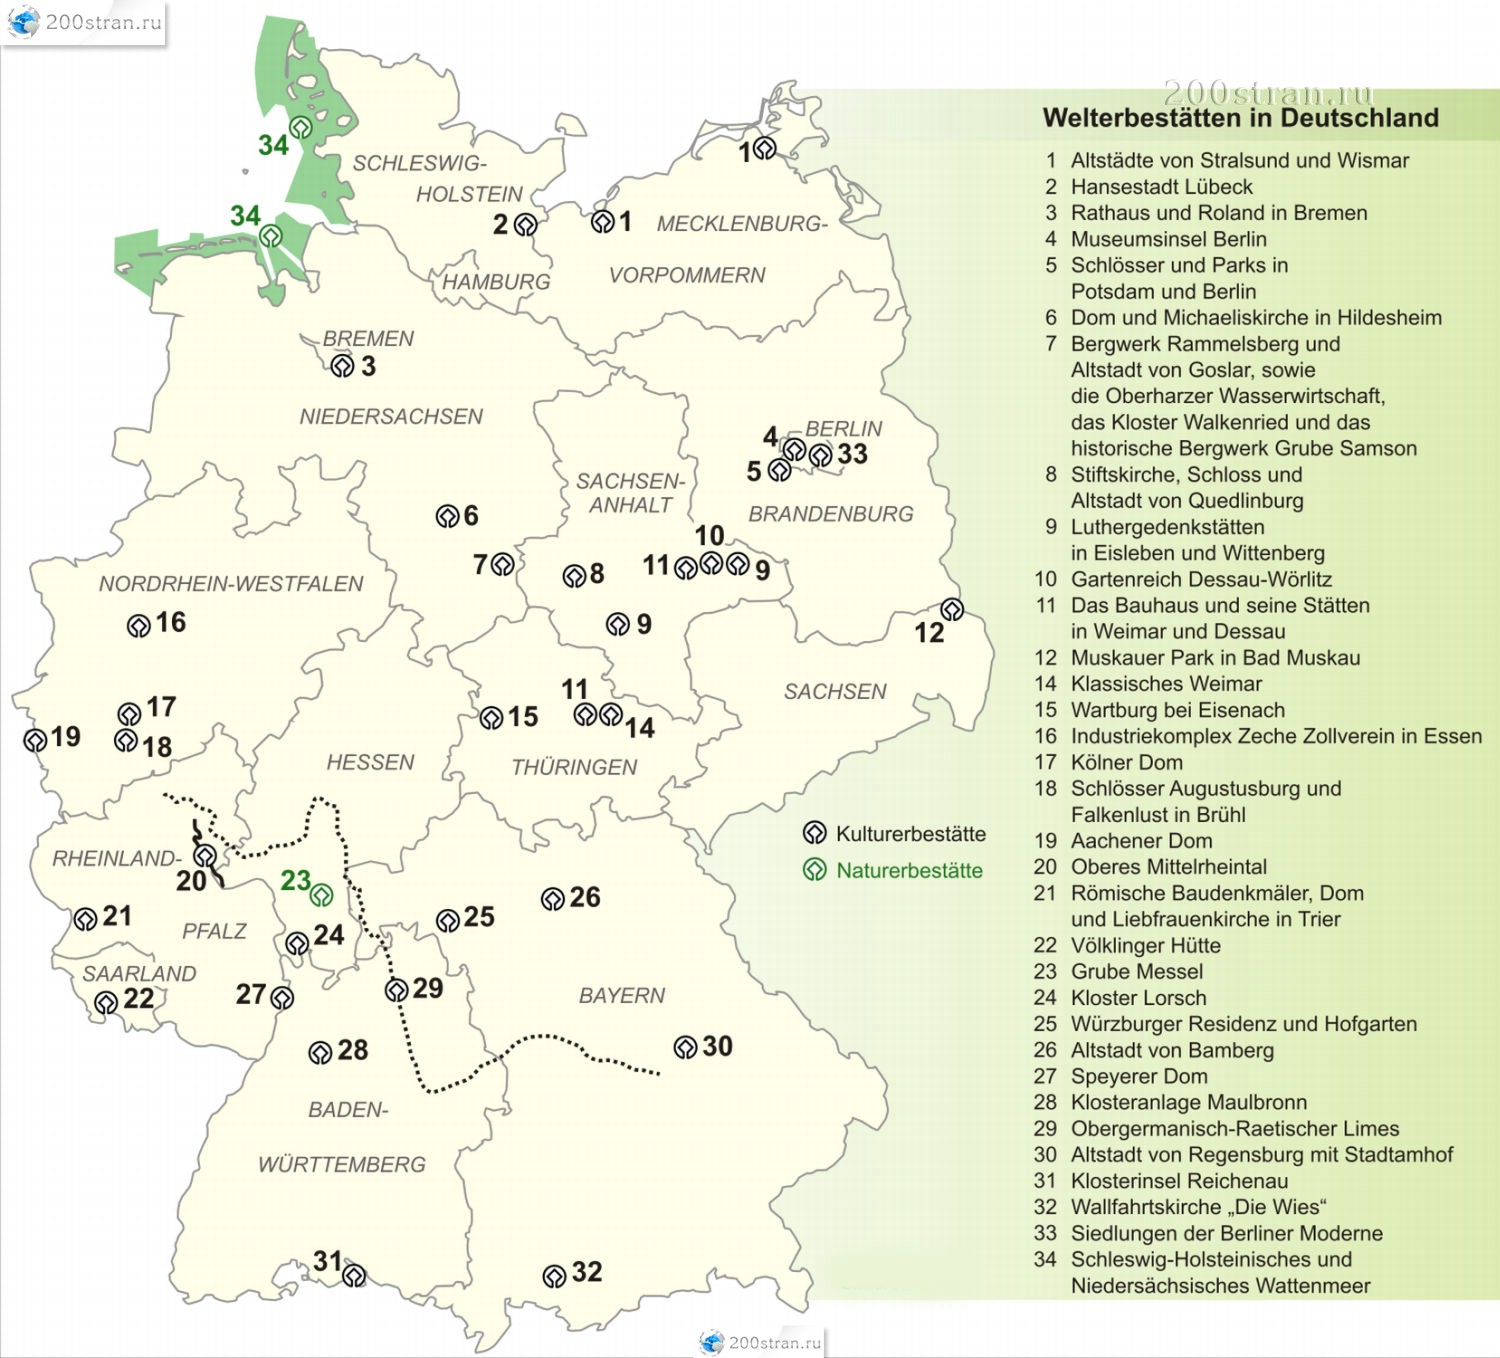 200stran.ru
200stran.ru
Welterbestätten in Deutschland
1 Altstädte von Stralsund und Wismar
2 Hansestadt Lübeck
3 Rathaus und Roland in Bremen
4 Museumsinsel Berlin
5 Schlösser und Parks in
Potsdam und Berlin
6 Dom und Michaeliskirche in Hildesheim
7 Bergwerk Rammelsberg und
Altstadt von Goslar, sowie
die Oberharzer Wasserwirtschaft,
das Kloster Walkenried und das
historische Bergwerk Grube Samson
8 Stiftskirche, Schloss und
Altstadt von Quedlinburg
9 Luthergedenkstätten
in Eisleben und Wittenberg
10 Gartenreich Dessau-Wörlitz
11 Das Bauhaus und seine Stätten
in Weimar und Dessau
12 Muskauer Park in Bad Muskau
14 Klassisches Weimar
15 Wartburg bei Eisenach
16 Industriekomplex Zeche Zollverein in Essen
17 Kölner Dom
18 Schlösser Augustusburg und
Falkenlust in Brühl
19 Aachener Dom
20 Oberes Mittelrheintal
21 Römische Baudenkmäler, Dom
und Liebfrauenkirche in Trier
22 Völklinger Hütte
23 Grube Messel
24 Kloster Lorsch
25 Würzburger Residenz und Hofgarten
26 Altstadt von Bamberg
27 Speyerer Dom
28 Klosteranlage Maulbronn
29 Obergermanisch-Raetischer Limes
30 Altstadt von Regensburg mit Stadtamhof
31 Klosterinsel Reichenau
32 Wallfahrtskirche „Die Wies“
33 Siedlungen der Berliner Moderne
34 Schleswig-Holsteinisches und
Niedersächsisches Wattenmeer
34
1
SCHLESWIG-
HOLSTEIN
34
2
1
MECKLENBURG-
VORPOMMERN
HAMBURG
BREMEN
3
NIEDERSACHSEN
4
BERLIN
33
5
SACHSEN-
ANHALT
BRANDENBURG
6
10
7
8
11
9
NORDRHEIN-WESTFALEN
16
9
12
SACHSEN
11
17
15
14
19
18
HESSEN
THÜRINGEN
Kulturerbestätte
Naturerbestätte
RHEINLAND-
20
23
26
21
25
PFALZ
24
SAARLAND
22
27
29
BAYERN
28
30
BADEN-
WÜRTTEMBERG
31
32
200stran.ru